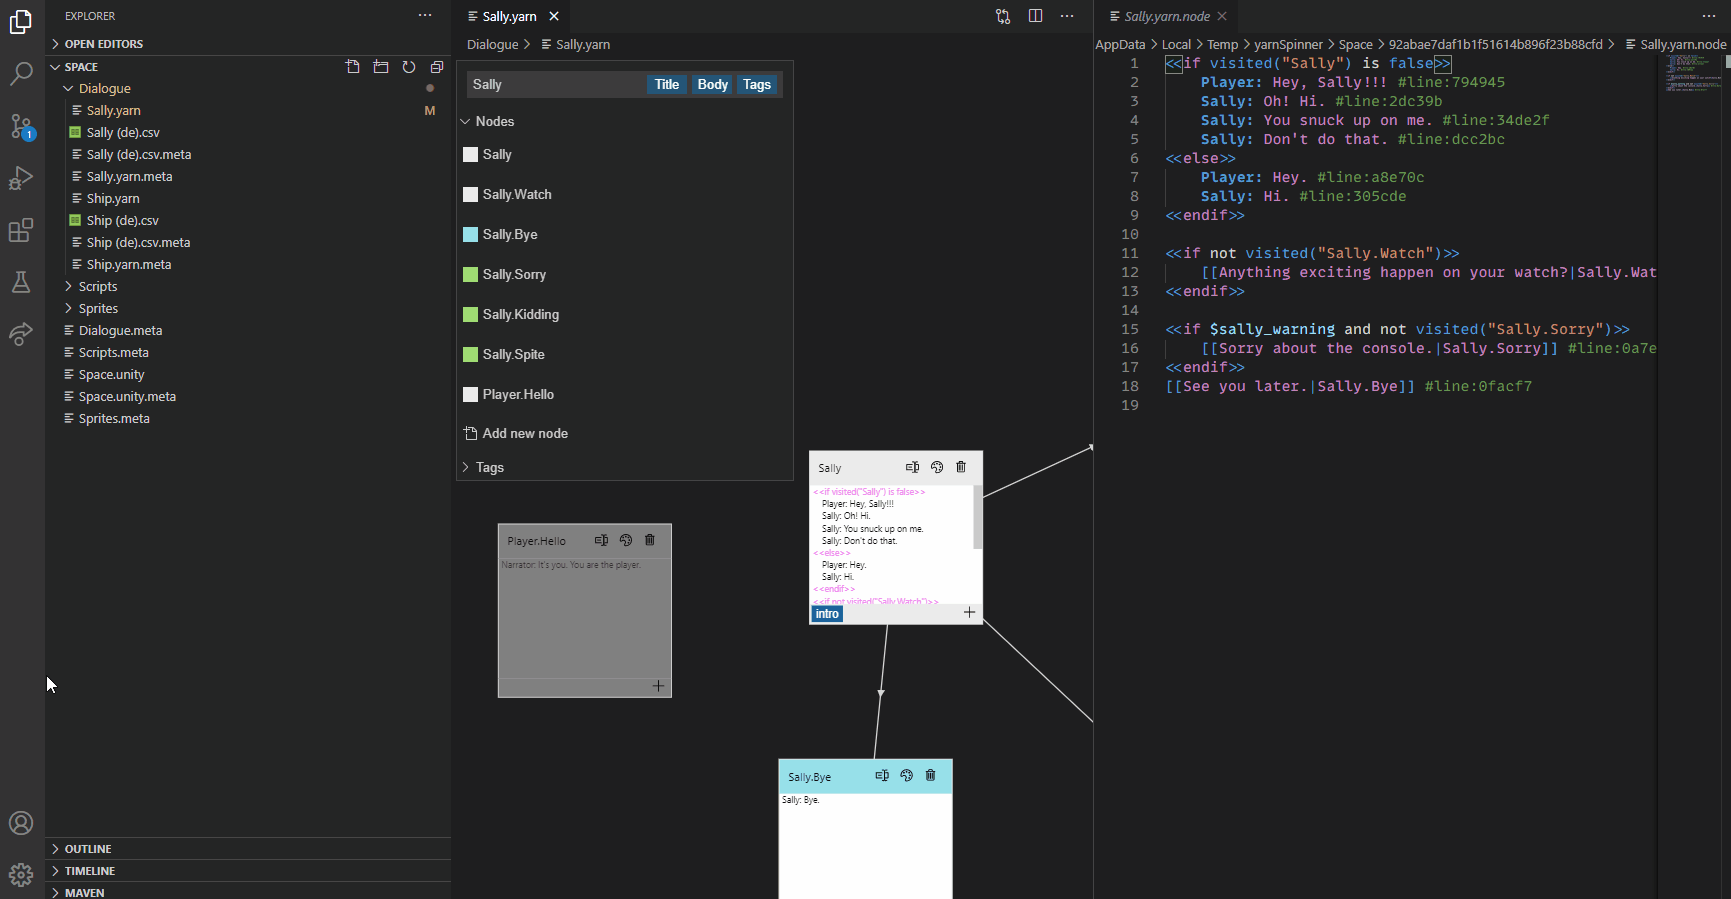 EXPLORER
OPEN EDITORS
SPACE
Dialogue
Sally.yarn M
Sally (de).csv
Sally (de).csv.meta
Sally.yarn.meta
Ship.yarn
Ship (de).csv
Ship (de).csv.meta
Ship.yarn.meta
Scripts
Sprites
Dialogue.meta
Scripts.meta
Space.unity
Space.unity.meta
Sprites.meta
OUTLINE
TIMELINE
MAVEN
1
Sally.yarn
Dialogue > Sally.yarn
Sally Title Body Tags
Nodes
Sally
Sally.Watch
Sally.Bye
Sally.Sorry
Sally.Kidding
Sally.Spite
Player.Hello
Add new node
Tags
Player.Hello
Narrator: It's you. You are the player.
Sally
<<if visited("Sally") is false>>
Player: Hey, Sally!!!
Sally: Oh! Hi.
Sally: You snuck up on me.
Sally: Don't do that.
<<else>>
Player: Hey.
Sally: Hi.
<<endif>>
<<if not visited("Sally.Watch")>>
intro
Sally.Bye
Sally: Bye.
Sally.yarn.node
AppData > Local > Temp > yarnSpinner > Space > 92abae7daf1b1f51614b896f23b88cfd > Sally.yarn.node
1 <<if visited("Sally") is false>>
2 Player: Hey, Sally!!! #line:794945
3 Sally: Oh! Hi. #line:2dc39b
4 Sally: You snuck up on me. #line:34de2f
5 Sally: Don't do that. #line:dcc2bc
6 <<else>>
7 Player: Hey. #line:a8e70c
8 Sally: Hi. #line:305cde
9 <<endif>>
10
11 <<if not visited("Sally.Watch")>>
12 [[Anything exciting happen on your watch?|Sally.Wat
13 <<endif>>
14
15 <<if $sally_warning and not visited("Sally.Sorry")>>
16 [[Sorry about the console.|Sally.Sorry]] #line:0a7e
17 <<endif>>
18 [[See you later.|Sally.Bye]] #line:0facf7
19